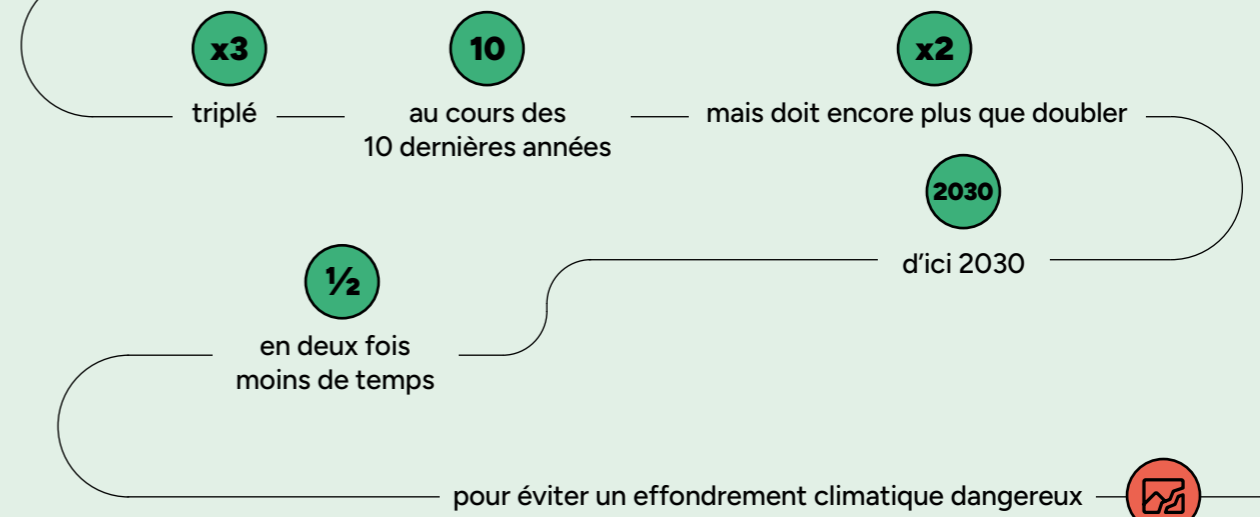 x3
triplé
10
au cours des
10 dernières années
x2
mais doit encore plus que doubler
2030
d’ici 2030
½
en deux fois
moins de temps
pour éviter un effondrement climatique dangereux